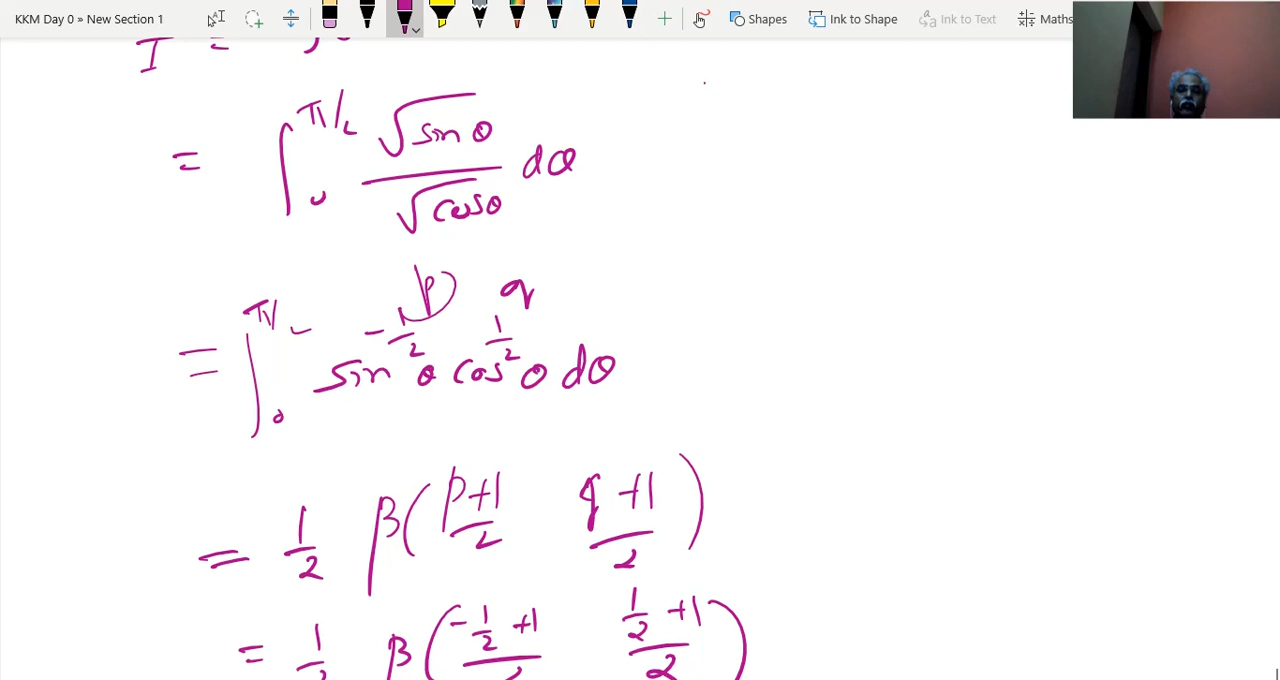 KKM Day 0 » New Section 1 Shapes Ink to Shape Ink to Text Maths
I =
= ∫₀^{π/2} √sinθ / √cosθ dθ
p q
= ∫₀^{π/2} sin^{-1/2}θ cos^{1/2}θ dθ
= 1/2 β( p+1/2 q+1/2 )
= 1/2 β( -1/2 +1/2 1/2 +1/2 )